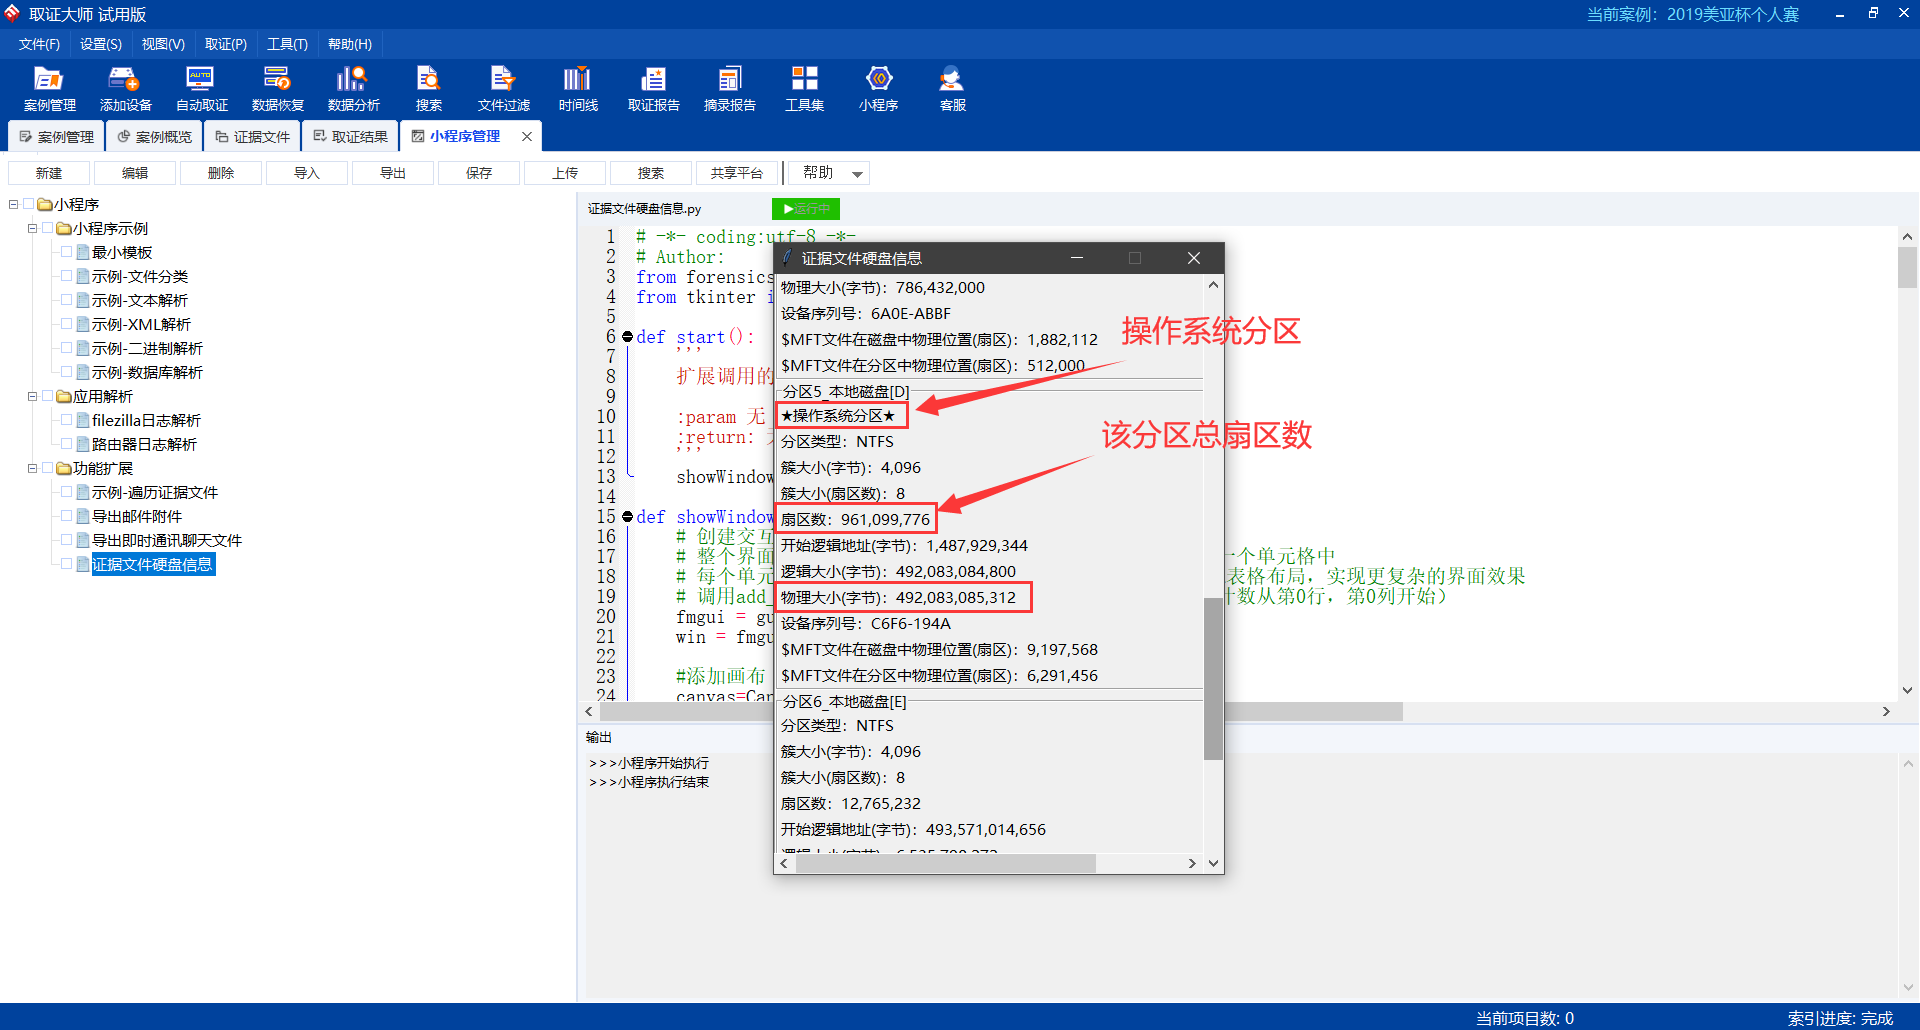 取证大师 试用版
当前案例：2019美亚杯个人赛
文件(F) 设置(S) 视图(V) 取证(P) 工具(T) 帮助(H)
AUTO
案例管理 添加设备 自动取证 数据恢复 数据分析 搜索 文件过滤 时间线 取证报告 摘录报告 工具集 小程序 客服
案例管理 案例概览 证据文件 取证结果 小程序管理
新建 编辑 删除 导入 导出 保存 上传 搜索 共享平台 帮助
小程序
小程序示例
最小模板
示例-文件分类
示例-文本解析
示例-XML解析
示例-二进制解析
示例-数据库解析
应用解析
filezilla日志解析
路由器日志解析
功能扩展
示例-遍历证据文件
导出邮件附件
导出即时通讯聊天文件
证据文件硬盘信息
证据文件硬盘信息.py
▶运行中
1 # -*- coding:utf-8 -*-
2 # Author:
3 from forensics
4 from tkinter i
5
6 def start():
7 '''
8 扩展调用的
9
10 :param 无
11 :return:
12 '''
13 showWindow
14
15 def showWindow
16 # 创建交互
17 # 整个界面 一个单元格中
18 # 每个单元 表格布局，实现更复杂的界面效果
19 # 调用add_ 计数从第0行，第0列开始）
20 fmgui = gu
21 win = fmgu
22
23 #添加画布
24 canvas=Can
证据文件硬盘信息
物理大小(字节)：786,432,000
设备序列号：6A0E-ABBF
$MFT文件在磁盘中物理位置(扇区)：1,882,112
$MFT文件在分区中物理位置(扇区)：512,000
分区5_本地磁盘[D]
★操作系统分区★
分区类型：NTFS
簇大小(字节)：4,096
簇大小(扇区数)：8
扇区数：961,099,776
开始逻辑地址(字节)：1,487,929,344
逻辑大小(字节)：492,083,084,800
物理大小(字节)：492,083,085,312
设备序列号：C6F6-194A
$MFT文件在磁盘中物理位置(扇区)：9,197,568
$MFT文件在分区中物理位置(扇区)：6,291,456
分区6_本地磁盘[E]
分区类型：NTFS
簇大小(字节)：4,096
簇大小(扇区数)：8
扇区数：12,765,232
开始逻辑地址(字节)：493,571,014,656
操作系统分区
该分区总扇区数
输出
>>>小程序开始执行
>>>小程序执行结束
当前项目数: 0
索引进度: 完成